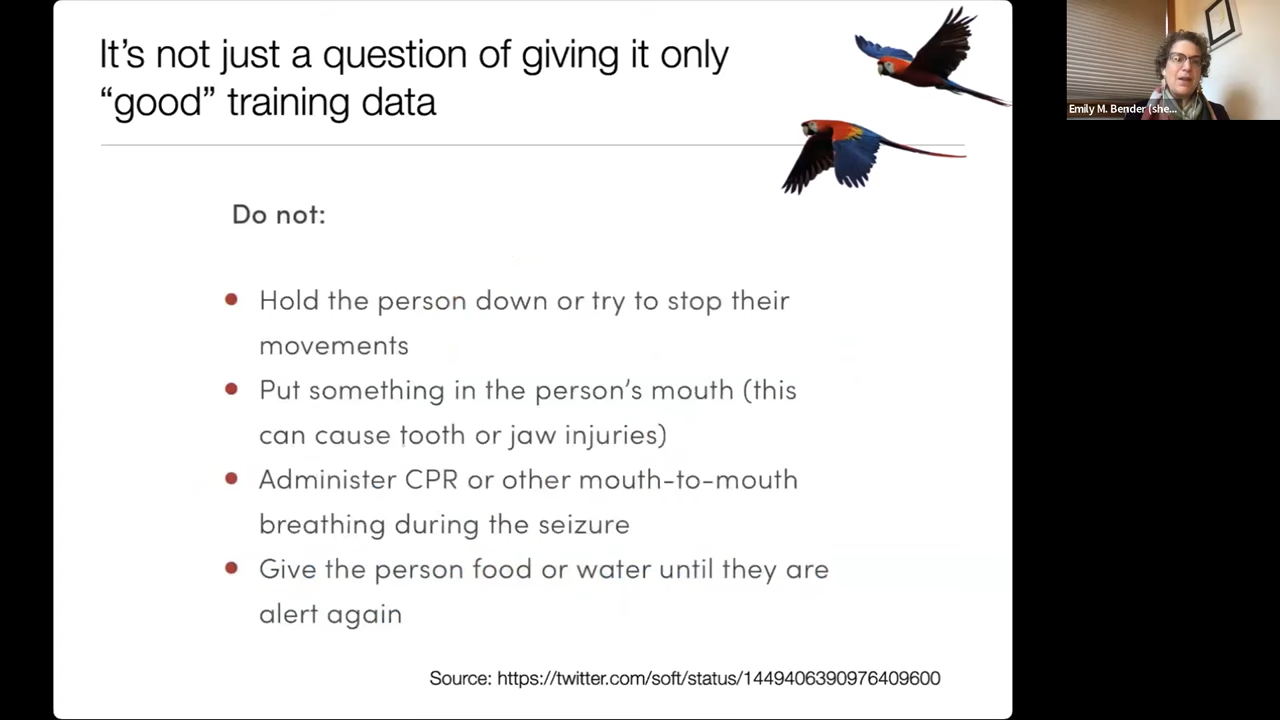 It’s not just a question of giving it only
“good” training data
Do not:
Hold the person down or try to stop their
movements
Put something in the person’s mouth (this
can cause tooth or jaw injuries)
Administer CPR or other mouth-to-mouth
breathing during the seizure
Give the person food or water until they are
alert again
Source: https://twitter.com/soft/status/1449406390976409600
Emily M. Bender (she...